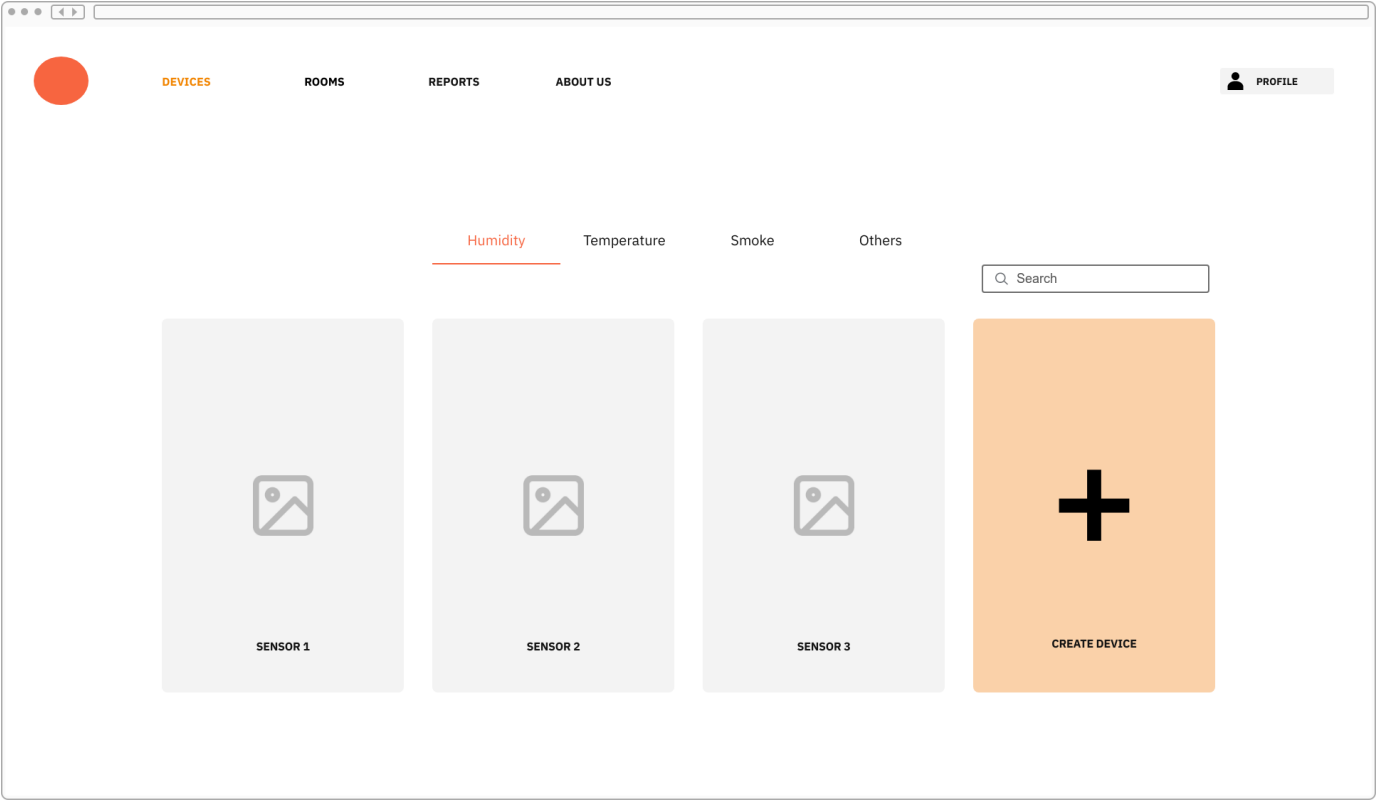 DEVICES
ROOMS
REPORTS
ABOUT US
PROFILE
Humidity
Temperature
Smoke
Others
Search
SENSOR 1
SENSOR 2
SENSOR 3
CREATE DEVICE